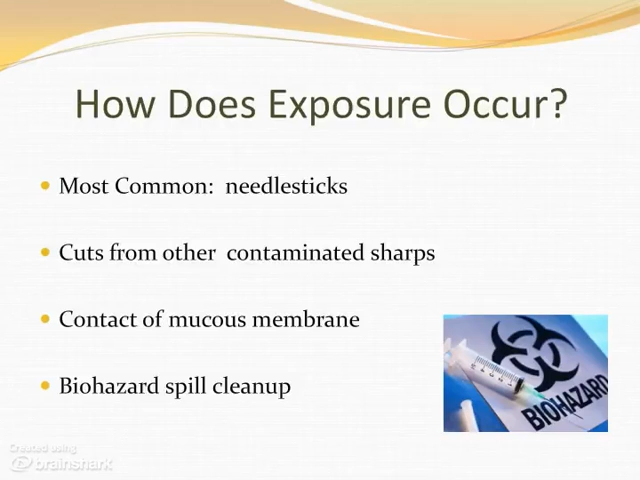 How Does Exposure Occur?
Most Common:  needlesticks
Cuts from other  contaminated sharps
Contact of mucous membrane
Biohazard spill cleanup
BIOHAZARD
Created using
brainshark